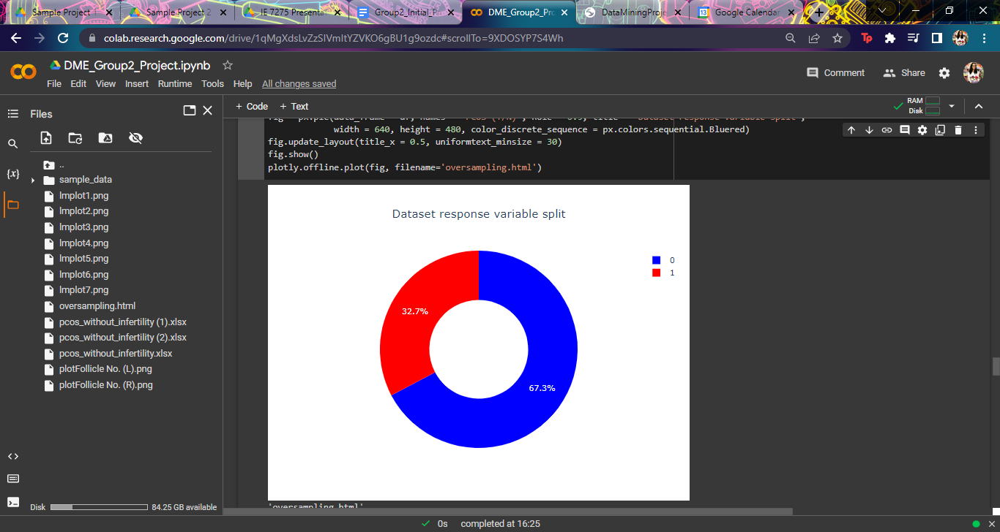 Sample Project 1
Sample Project 2
IE 7275 Presentat
Group2_Initial_Pr
DME_Group2_Pro
DataMiningProje
Google Calendar
colab.research.google.com/drive/1qMgXdsLvZzSlVmItYZVKO6gBU1g9ozdc#scrollTo=9XDOSYP7S4Wh
DME_Group2_Project.ipynb
File Edit View Insert Runtime Tools Help All changes saved
Comment Share
Files
+ Code + Text
RAM
Disk
..
sample_data
lmplot1.png
lmplot2.png
lmplot3.png
lmplot4.png
lmplot5.png
lmplot6.png
lmplot7.png
oversampling.html
pcos_without_infertility (1).xlsx
pcos_without_infertility (2).xlsx
pcos_without_infertility.xlsx
plotFollicle No. (L).png
plotFollicle No. (R).png
Disk 84.25 GB available
width = 640, height = 480, color_discrete_sequence = px.colors.sequential.Bluered)
fig.update_layout(title_x = 0.5, uniformtext_minsize = 30)
fig.show()
plotly.offline.plot(fig, filename='oversampling.html')
Dataset response variable split
0
1
32.7%
67.3%
'oversampling.html'
0s completed at 16:25